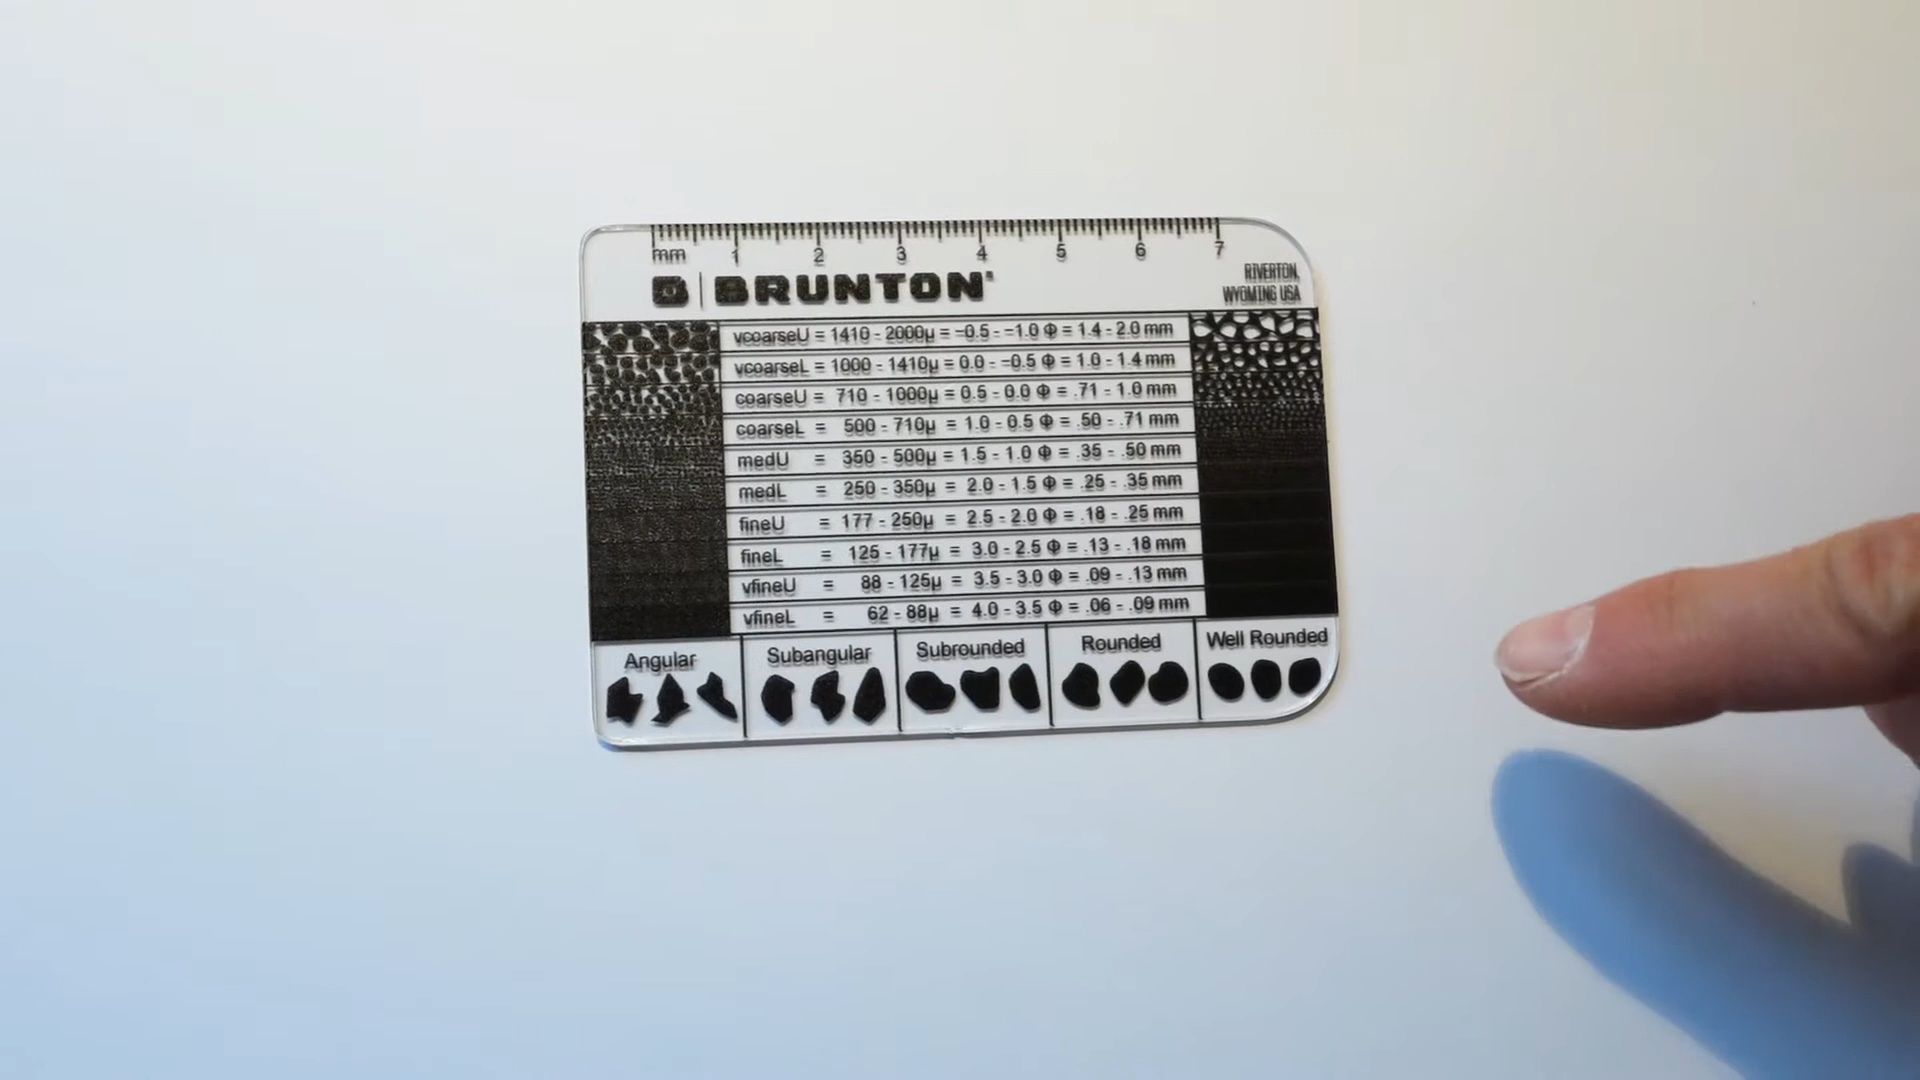 mm 1 2 3 4 5 6 7
BRUNTON®
RIVERTON,
WYOMING USA
vcoarseU = 1410 - 2000µ = -0.5 - -1.0 Φ = 1.4 - 2.0 mm
vcoarseL = 1000 - 1410µ = 0.0 - -0.5 Φ = 1.0 - 1.4 mm
coarseU = 710 - 1000µ = 0.5 - 0.0 Φ = .71 - 1.0 mm
coarseL = 500 - 710µ = 1.0 - 0.5 Φ = .50 - .71 mm
medU = 350 - 500µ = 1.5 - 1.0 Φ = .35 - .50 mm
medL = 250 - 350µ = 2.0 - 1.5 Φ = .25 - .35 mm
fineU = 177 - 250µ = 2.5 - 2.0 Φ = .18 - .25 mm
fineL = 125 - 177µ = 3.0 - 2.5 Φ = .13 - .18 mm
vfineU = 88 - 125µ = 3.5 - 3.0 Φ = .09 - .13 mm
vfineL = 62 - 88µ = 4.0 - 3.5 Φ = .06 - .09 mm
Angular Subangular Subrounded Rounded Well Rounded